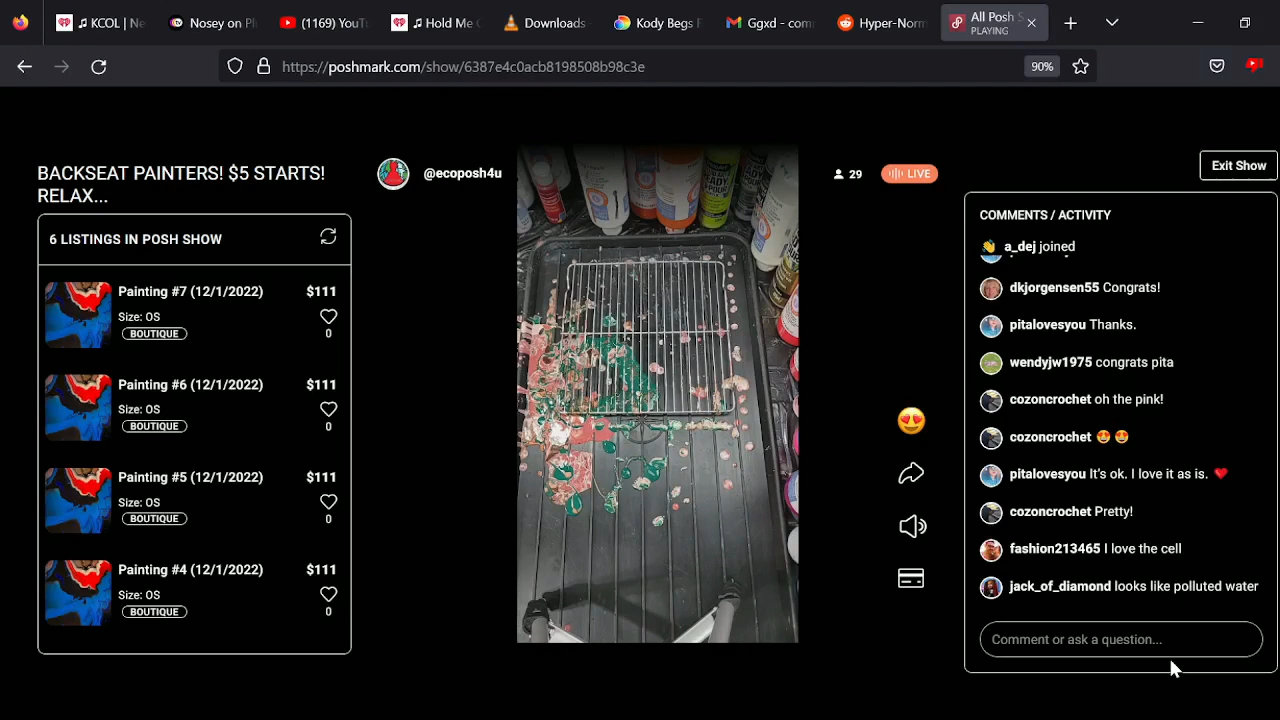 KCOL | Ne
Nosey on Pl
(1169) YouTu
Hold Me C
Downloads
Kody Begs F
Ggxd - com
Hyper-Norm
All Posh S
PLAYING
https://poshmark.com/show/6387e4c0acb8198508b98c3e
90%
BACKSEAT PAINTERS! $5 STARTS!
RELAX...
@ecoposh4u
29
LIVE
Exit Show
6 LISTINGS IN POSH SHOW
Painting #7 (12/1/2022) $111
Size: OS
BOUTIQUE 0
Painting #6 (12/1/2022) $111
Size: OS
BOUTIQUE 0
Painting #5 (12/1/2022) $111
Size: OS
BOUTIQUE 0
Painting #4 (12/1/2022) $111
Size: OS
BOUTIQUE 0
COMMENTS / ACTIVITY
👋 a_dej joined
dkjorgensen55 Congrats!
pitalovesyou Thanks.
wendyjw1975 congrats pita
cozoncrochet oh the pink!
cozoncrochet 😍 😍
pitalovesyou It's ok. I love it as is. ❤️
cozoncrochet Pretty!
fashion213465 I love the cell
jack_of_diamond looks like polluted water
Comment or ask a question...